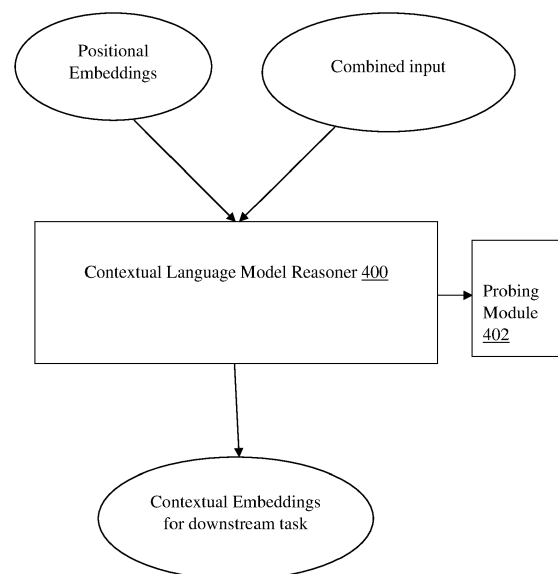 Positional
Embeddings
Combined input
Contextual Language Model Reasoner 400
Probing
Module
402
Contextual Embeddings
for downstream task